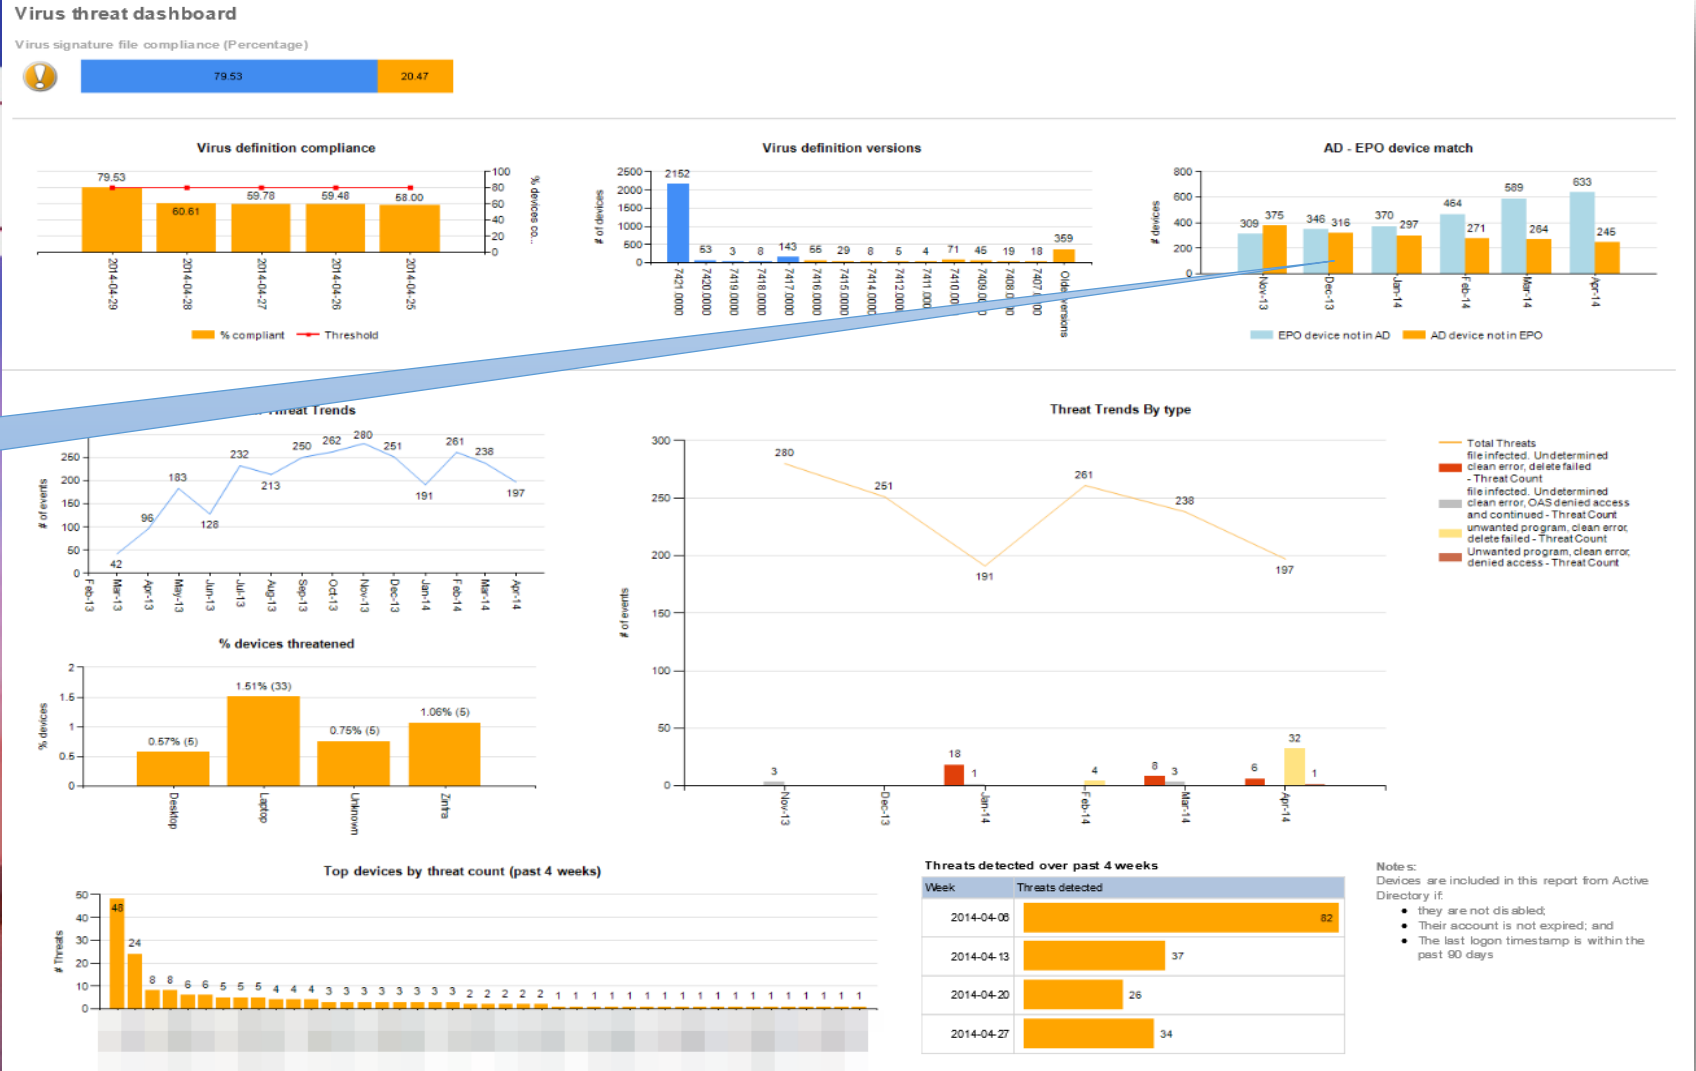 Virus threat dashboard
Virus signature file compliance (Percentage)
79.53
20.47
Virus definition compliance
79.53
60.61
59.78
59.48
58.00
100
80
60
40
20
0
% devices co...
2014-04-29
2014-04-28
2014-04-27
2014-04-26
2014-04-25
% compliant
Threshold
Virus definition versions
# of devices
2500
2000
1500
1000
500
0
2152
53
3
8
143
55
29
8
5
4
71
45
19
18
359
7421.0000
7420.0000
7419.0000
7418.0000
7417.0000
7416.0000
7415.0000
7414.0000
7412.0000
AD - EPO device match
# devices
800
600
400
200
0
309
375
346
316
370
297
464
271
589
264
633
245
Nov-13
Dec-13
Jan-14
Feb-14
Mar-14
Apr-14
EPO device not in AD
AD device not in EPO
Threat Trends
# of events
250
200
150
100
50
0
42
96
183
128
232
213
250
262
280
251
191
261
238
197
Feb-13
Mar-13
Apr-13
May-13
Jun-13
Jul-13
Aug-13
Sep-13
Oct-13
Nov-13
Dec-13
Jan-14
Feb-14
Mar-14
Apr-14
Threat Trends By type
# of events
300
250
200
150
100
50
0
280
251
191
261
238
197
3
18
1
4
8
3
6
32
1
Nov-13
Dec-13
Jan-14
Feb-14
Mar-14
Apr-14
Total Threats
file infected. Undetermined
clean error, delete failed
- Threat Count
file infected. Undetermined
clean error, OAS denied access
and continued - Threat Count
unwanted program, clean error,
delete failed - Threat Count
Unwanted program, clean error,
denied access - Threat Count
% devices threatened
% devices
2
1.5
1
0.5
0
0.57% (5)
1.51% (33)
0.75% (5)
1.06% (5)
Desktop
Laptop
Unknown
Zintra
Top devices by threat count (past 4 weeks)
# Threats
50
40
30
20
10
0
48 24 8 8 6 6 5 5 5 4 4 4 3 3 3 3 3 3 3 3 2 2 2 2 2 1 1 1 1 1 1 1 1 1 1 1 1 1 1 1 1 1 1
Threats detected over past 4 weeks
Week Threats detected
2014-04-06 82
2014-04-13 37
2014-04-20 26
2014-04-27 34
Notes:
Devices are included in this report from Active
Directory if:
• they are not disabled;
• Their account is not expired; and
• The last logon timestamp is within the
past 90 days